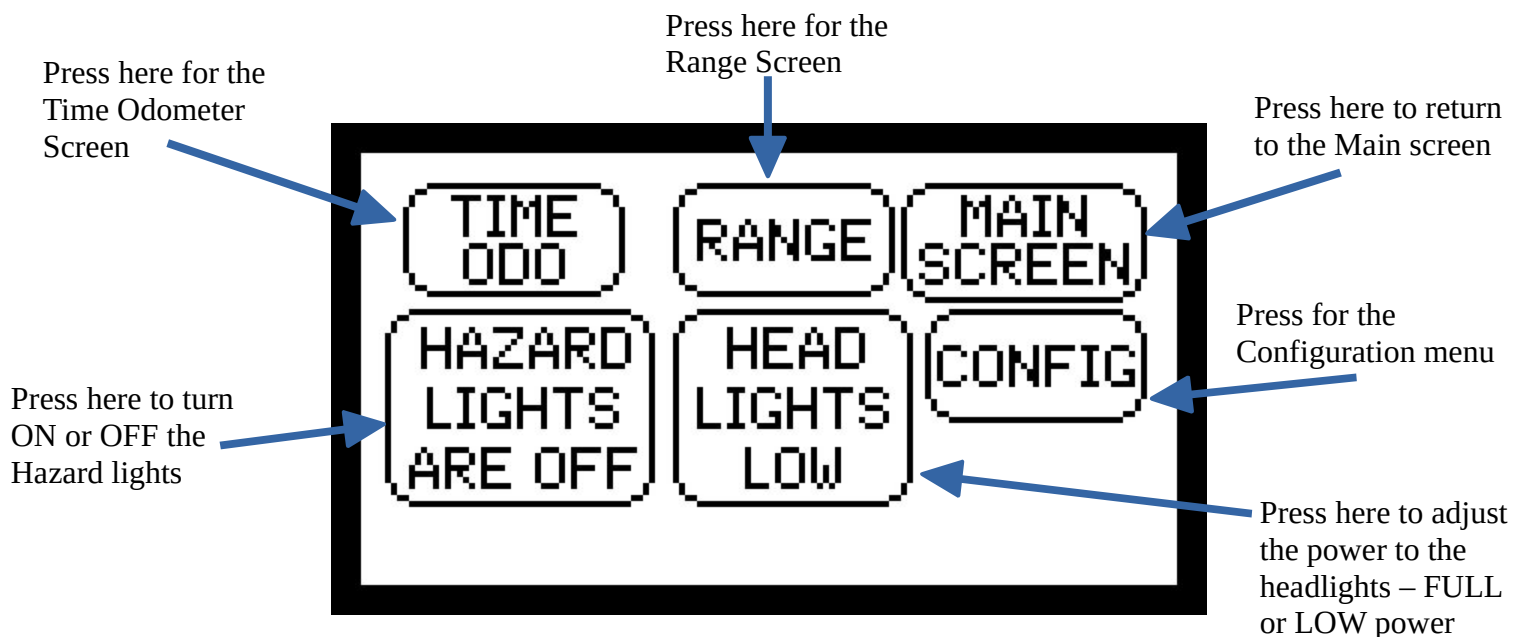 Press here for the
Range Screen
Press here for the
Time Odometer
Screen
Press here to return
to the Main screen
TIME
ODO
RANGE
MAIN
SCREEN
HAZARD
LIGHTS
ARE OFF
HEAD
LIGHTS
LOW
CONFIG
Press for the
Configuration menu
Press here to turn
ON or OFF the
Hazard lights
Press here to adjust
the power to the
headlights – FULL
or LOW power